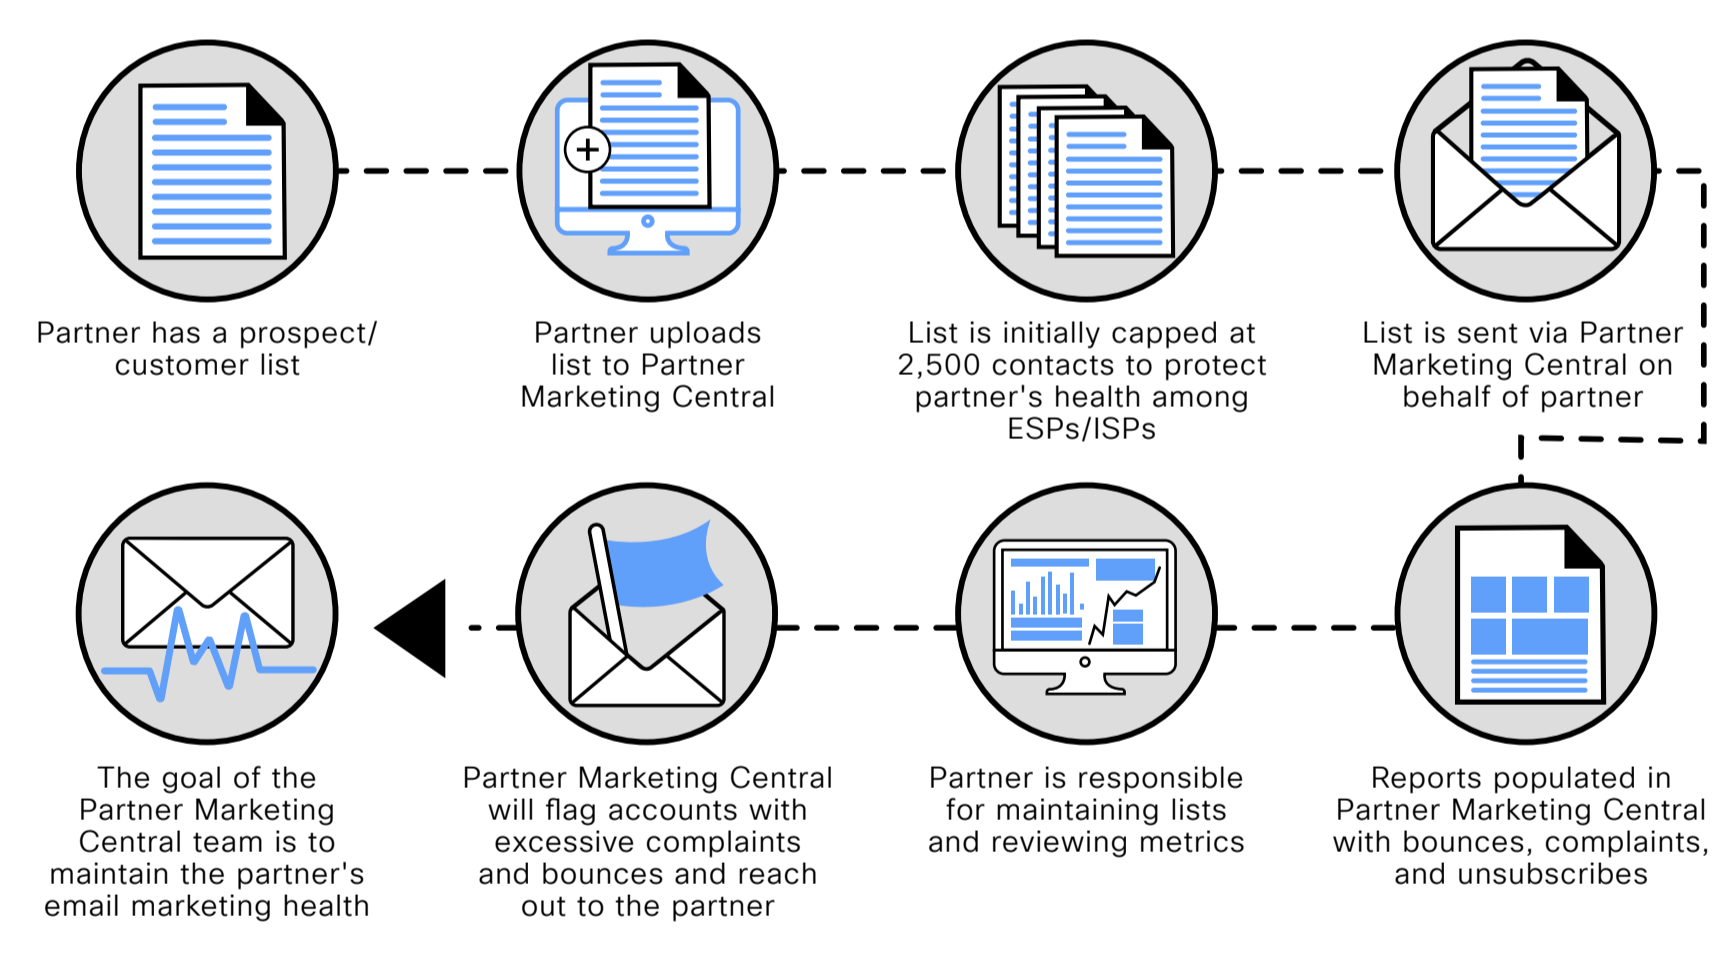 Partner has a prospect/
customer list
Partner uploads
list to Partner
Marketing Central
List is initially capped at
2,500 contacts to protect
partner's health among
ESPs/ISPs
List is sent via Partner
Marketing Central on
behalf of partner
Reports populated in
Partner Marketing Central
with bounces, complaints,
and unsubscribes
Partner is responsible
for maintaining lists
and reviewing metrics
Partner Marketing Central
will flag accounts with
excessive complaints
and bounces and reach
out to the partner
The goal of the
Partner Marketing
Central team is to
maintain the partner's
email marketing health